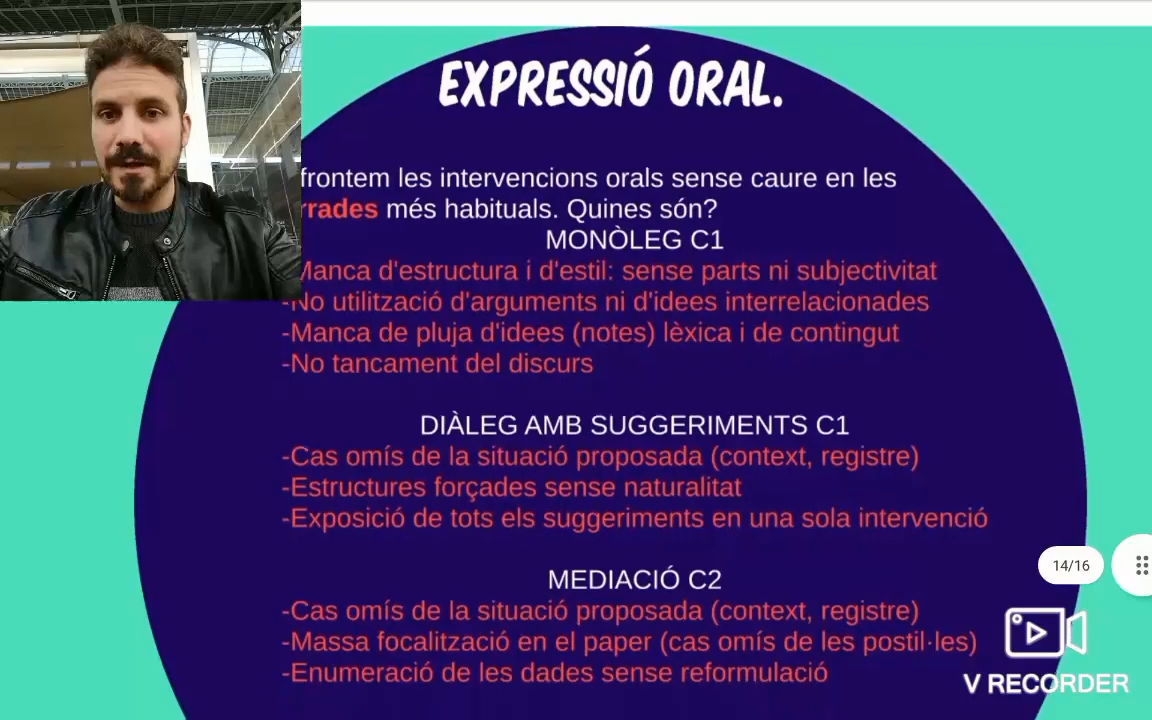 EXPRESSIÓ ORAL.
frontem les intervencions orals sense caure en les
rrades més habituals. Quines són?
MONÒLEG C1
Manca d'estructura i d'estil: sense parts ni subjectivitat
-No utilització d'arguments ni d'idees interrelacionades
-Manca de pluja d'idees (notes) lèxica i de contingut
-No tancament del discurs
DIÀLEG AMB SUGGERIMENTS C1
-Cas omís de la situació proposada (context, registre)
-Estructures forçades sense naturalitat
-Exposició de tots els suggeriments en una sola intervenció
14/16
MEDIACIÓ C2
-Cas omís de la situació proposada (context, registre)
-Massa focalització en el paper (cas omís de les postil·les)
-Enumeració de les dades sense reformulació
V RECORDER